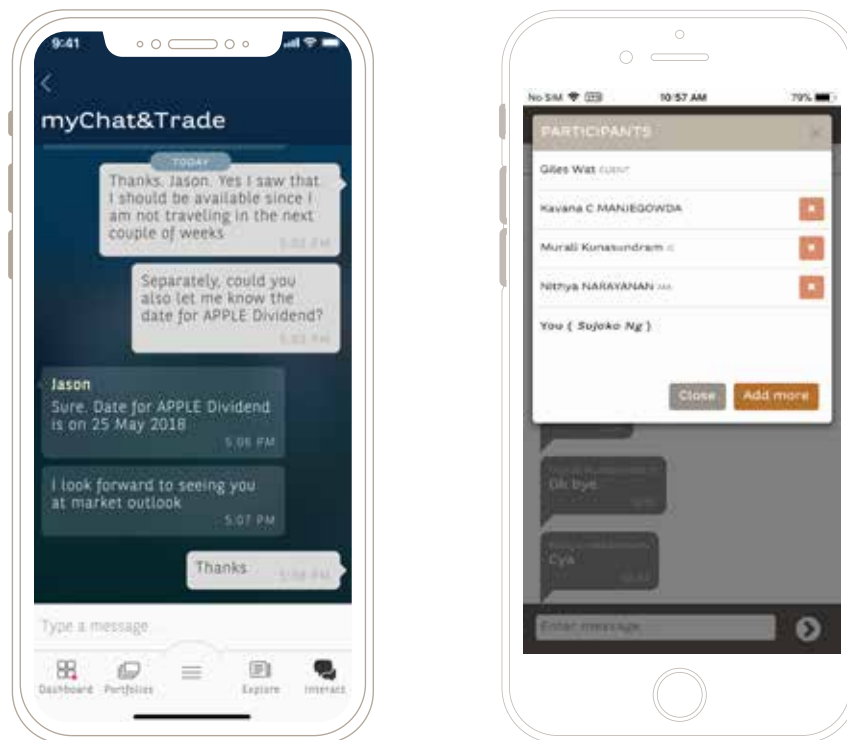 9:41
myChat&Trade
TODAY
Thanks. Jason. Yes I saw that
I should be available since I
am not traveling in the next
couple of weeks
Separately, could you
also let me know the
date for APPLE Dividend?
Jason
Sure. Date for APPLE Dividend
is on 25 May 2018
5:06 PM
I look forward to seeing you
at market outlook
5:07 PM
Thanks
Type a message
Dashboard Portfolios Explore Interact
No SIM 10:57 AM 79%
PARTICIPANTS
Giles Wat CLIENT
Kavana C MANJEGOWDA
Murali Kunasundram
Nithya NARAYANAN
You ( Sujoko Ng )
Close Add more
Ok bye
Cya
Enter message